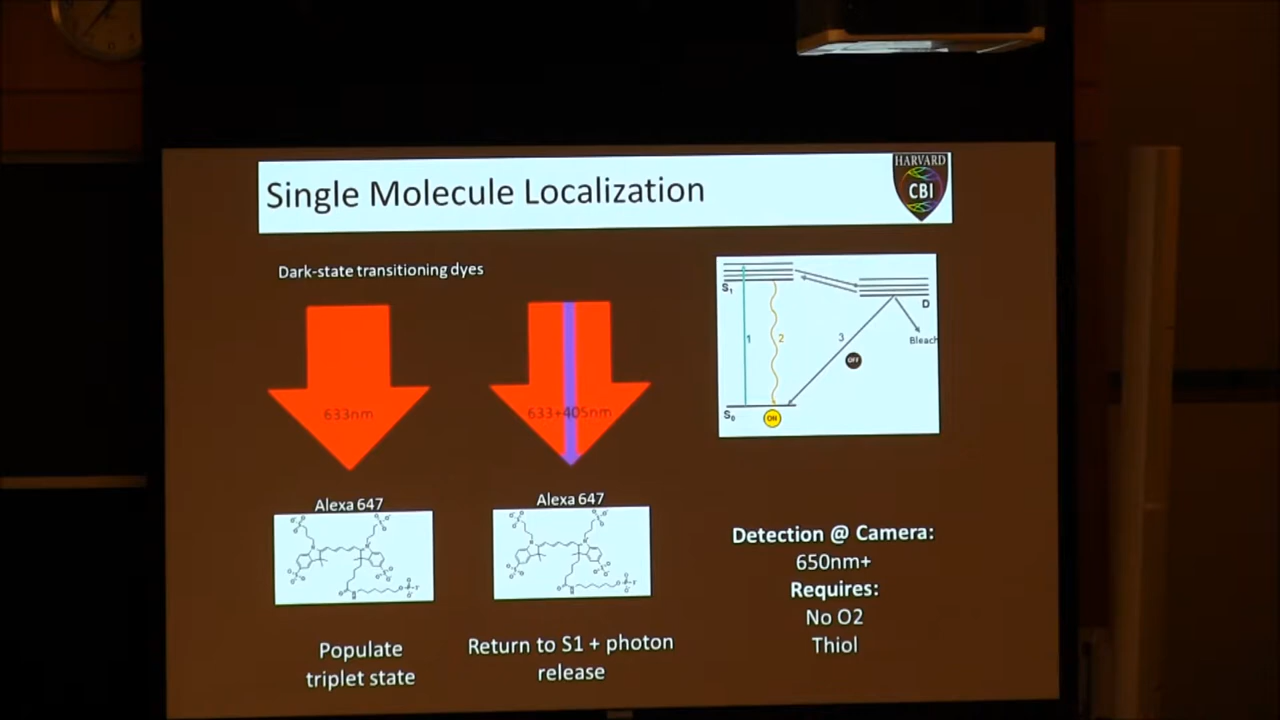 HARVARD
CBI
Single Molecule Localization
Dark-state transitioning dyes
633nm
633+405nm
S1
D
1
2
3
Bleach
OFF
S0
ON
Alexa 647
Alexa 647
Populate
triplet state
Return to S1 + photon
release
Detection @ Camera:
650nm+
Requires:
No O2
Thiol